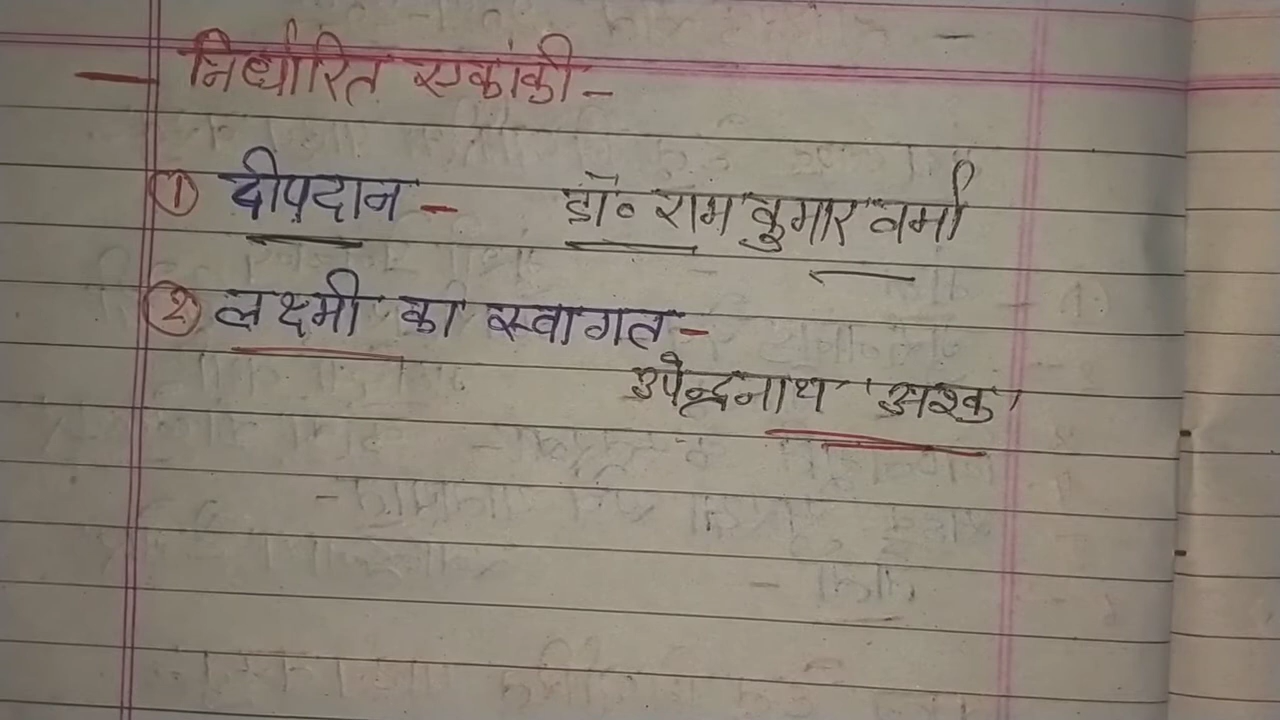 निर्धारित एकांकी-
① दीपदान - डॉ० राम कुमार वर्मा
② लक्ष्मी का स्वागत -
उपेन्द्रनाथ 'अश्क'